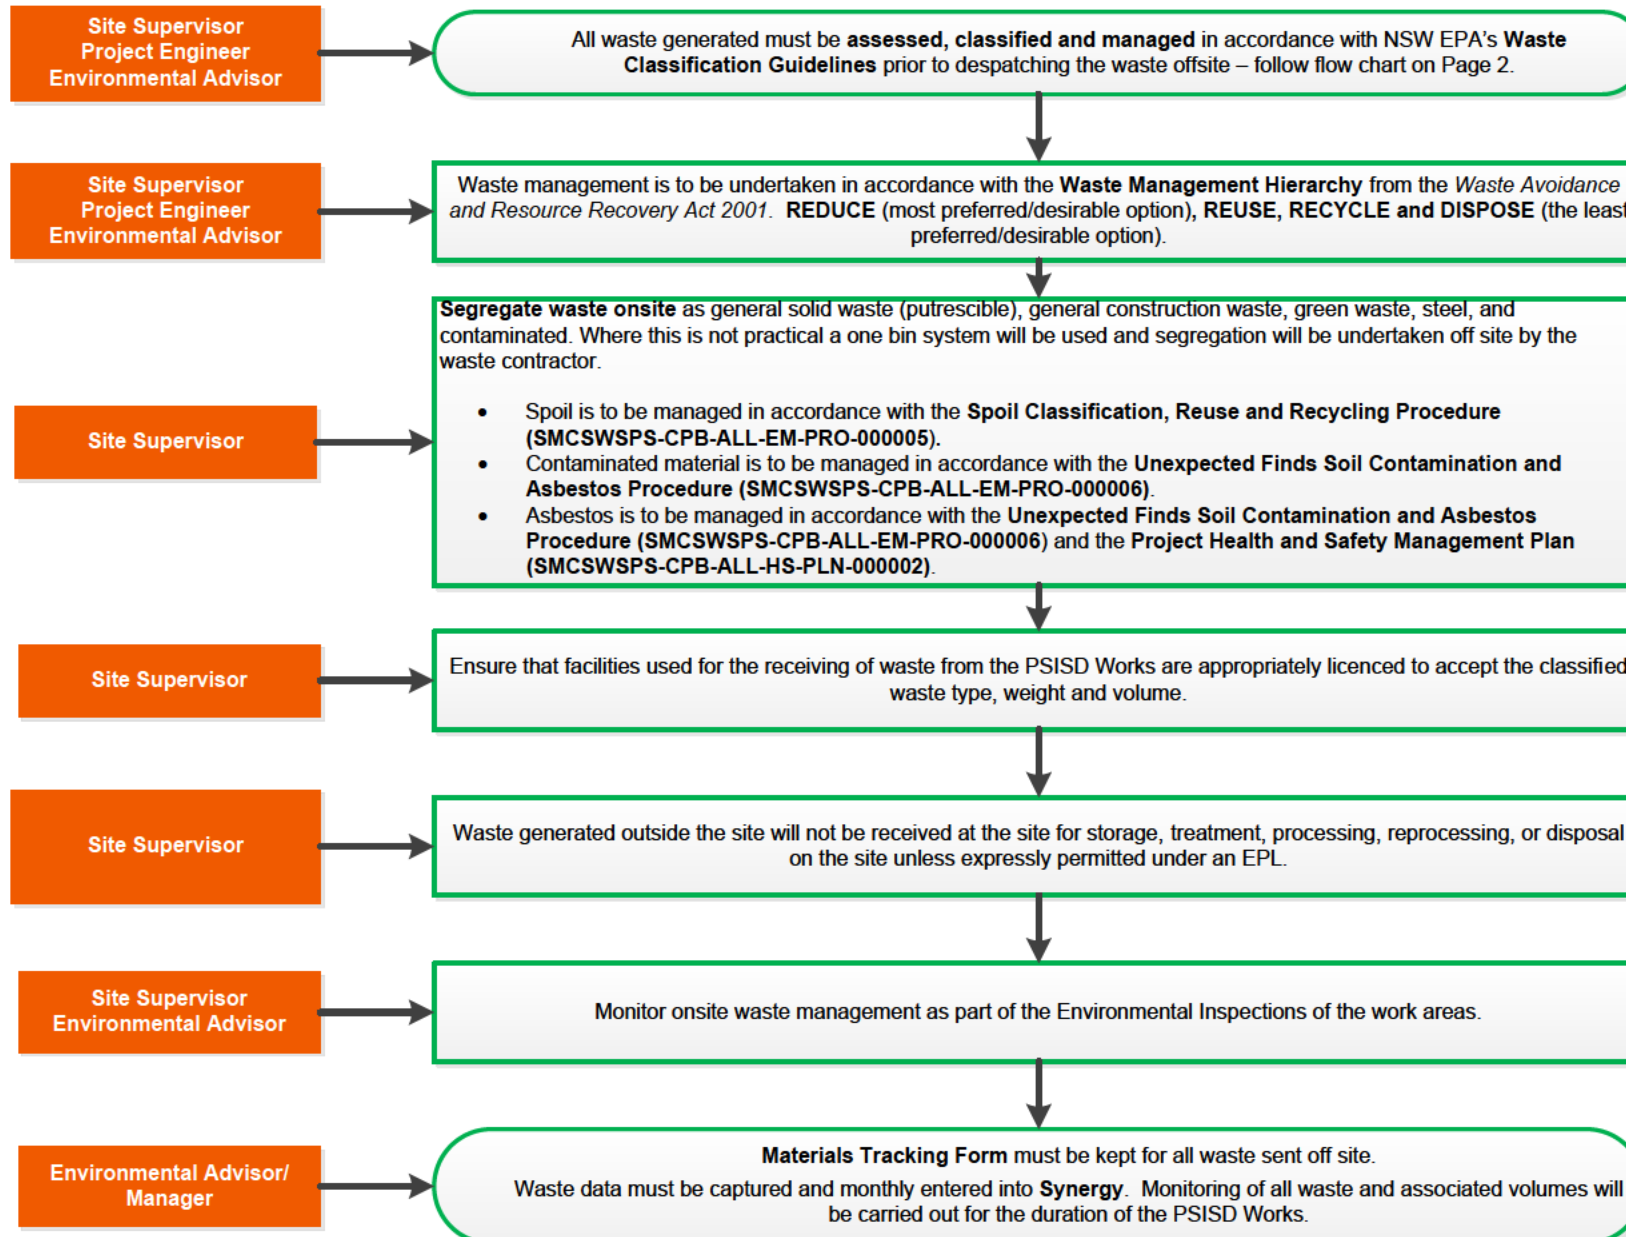 Site Supervisor
Project Engineer
Environmental Advisor
All waste generated must be assessed, classified and managed in accordance with NSW EPA's Waste
Classification Guidelines prior to despatching the waste offsite – follow flow chart on Page 2.
Site Supervisor
Project Engineer
Environmental Advisor
Waste management is to be undertaken in accordance with the Waste Management Hierarchy from the Waste Avoidance
and Resource Recovery Act 2001. REDUCE (most preferred/desirable option), REUSE, RECYCLE and DISPOSE (the least
preferred/desirable option).
Site Supervisor
Segregate waste onsite as general solid waste (putrescible), general construction waste, green waste, steel, and
contaminated. Where this is not practical a one bin system will be used and segregation will be undertaken off site by the
waste contractor.
• Spoil is to be managed in accordance with the Spoil Classification, Reuse and Recycling Procedure
(SMCSWSPS-CPB-ALL-EM-PRO-000005).
• Contaminated material is to be managed in accordance with the Unexpected Finds Soil Contamination and
Asbestos Procedure (SMCSWSPS-CPB-ALL-EM-PRO-000006).
• Asbestos is to be managed in accordance with the Unexpected Finds Soil Contamination and Asbestos
Procedure (SMCSWSPS-CPB-ALL-EM-PRO-000006) and the Project Health and Safety Management Plan
(SMCSWSPS-CPB-ALL-HS-PLN-000002).
Site Supervisor
Ensure that facilities used for the receiving of waste from the PSISD Works are appropriately licenced to accept the classified
waste type, weight and volume.
Site Supervisor
Waste generated outside the site will not be received at the site for storage, treatment, processing, reprocessing, or disposal
on the site unless expressly permitted under an EPL.
Site Supervisor
Environmental Advisor
Monitor onsite waste management as part of the Environmental Inspections of the work areas.
Environmental Advisor/
Manager
Materials Tracking Form must be kept for all waste sent off site.
Waste data must be captured and monthly entered into Synergy. Monitoring of all waste and associated volumes will
be carried out for the duration of the PSISD Works.